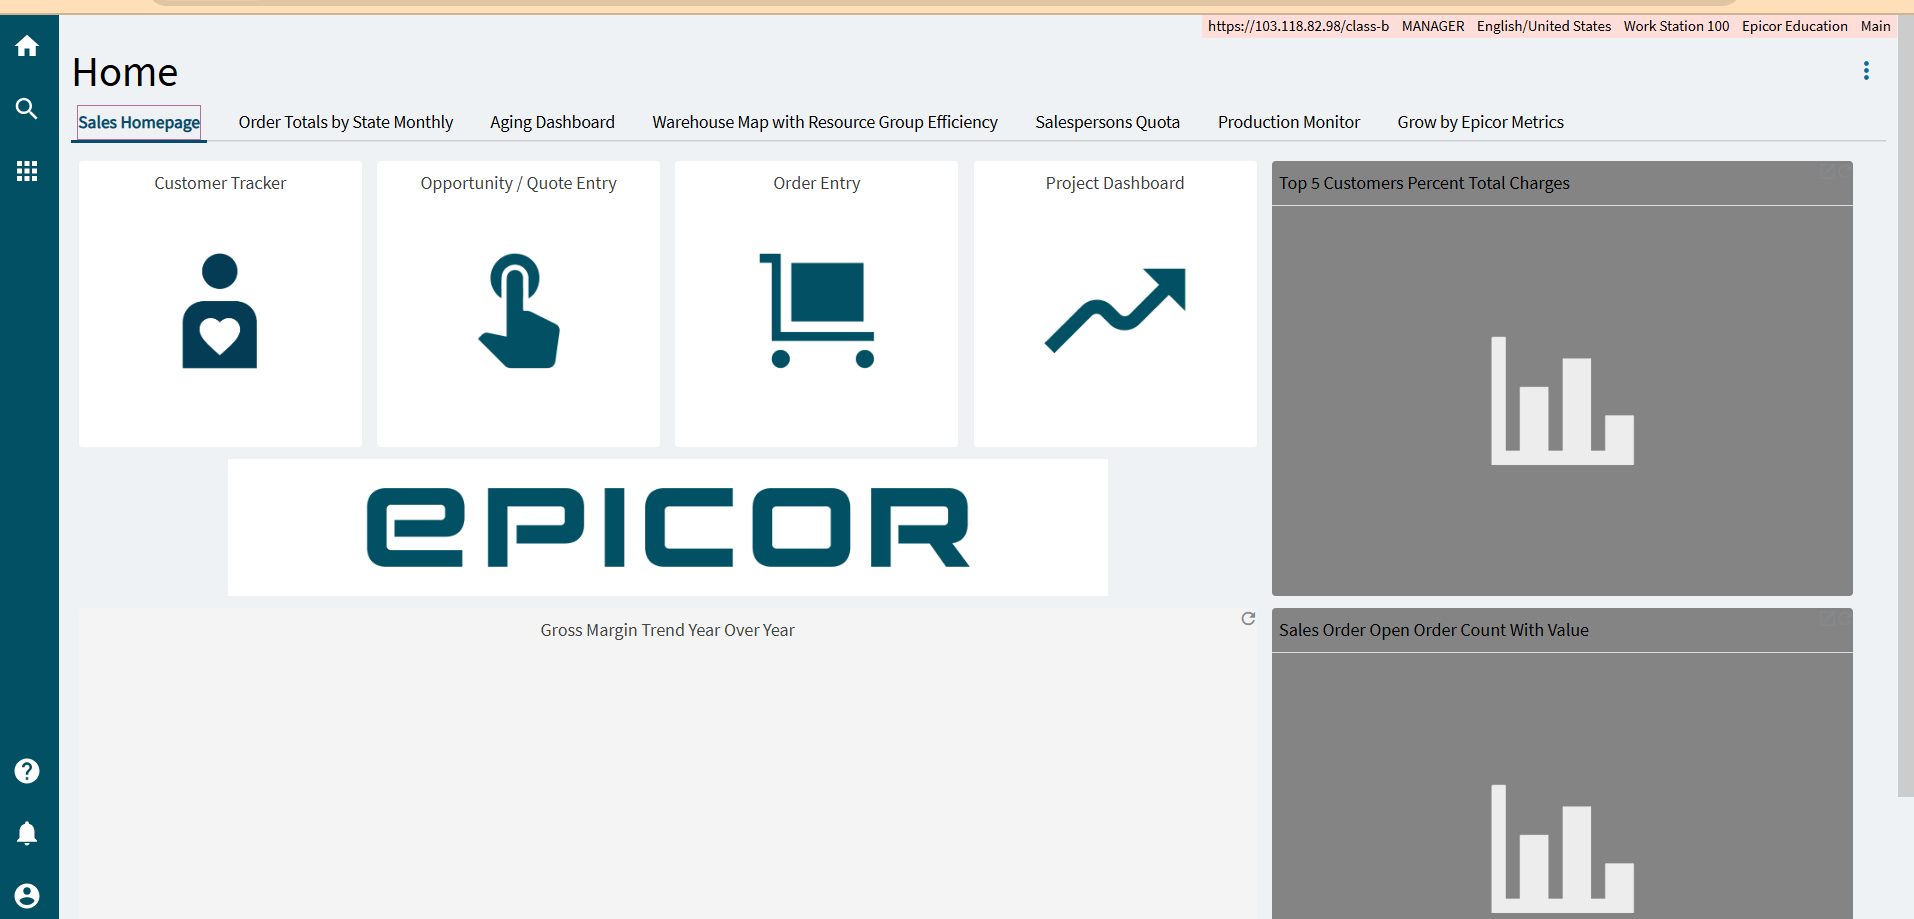 https://103.118.82.98/class-b MANAGER English/United States Work Station 100 Epicor Education Main
Home
Sales Homepage Order Totals by State Monthly Aging Dashboard Warehouse Map with Resource Group Efficiency Salespersons Quota Production Monitor Grow by Epicor Metrics
Customer Tracker Opportunity / Quote Entry Order Entry Project Dashboard Top 5 Customers Percent Total Charges
ePICOR
Gross Margin Trend Year Over Year Sales Order Open Order Count With Value